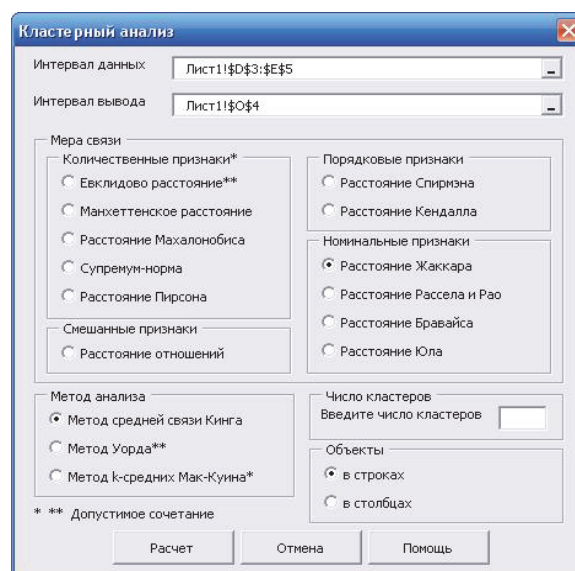 Кластерный анализ
Интервал данных
Лист1!$D$3:$E$5
Интервал вывода
Лист1!$O$4
Мера связи
Количественные признаки*
Евклидово расстояние**
Манхеттенское расстояние
Расстояние Махалонобиса
Супремум-норма
Расстояние Пирсона
Смешанные признаки
Расстояние отношений
Порядковые признаки
Расстояние Спирмэна
Расстояние Кендалла
Номинальные признаки
Расстояние Жаккара
Расстояние Рассела и Рао
Расстояние Бравайса
Расстояние Юла
Метод анализа
Метод средней связи Кинга
Метод Уорда**
Метод k-средних Мак-Куина*
Число кластеров
Введите число кластеров
Объекты
в строках
в столбцах
* ** Допустимое сочетание
Расчет
Отмена
Помощь